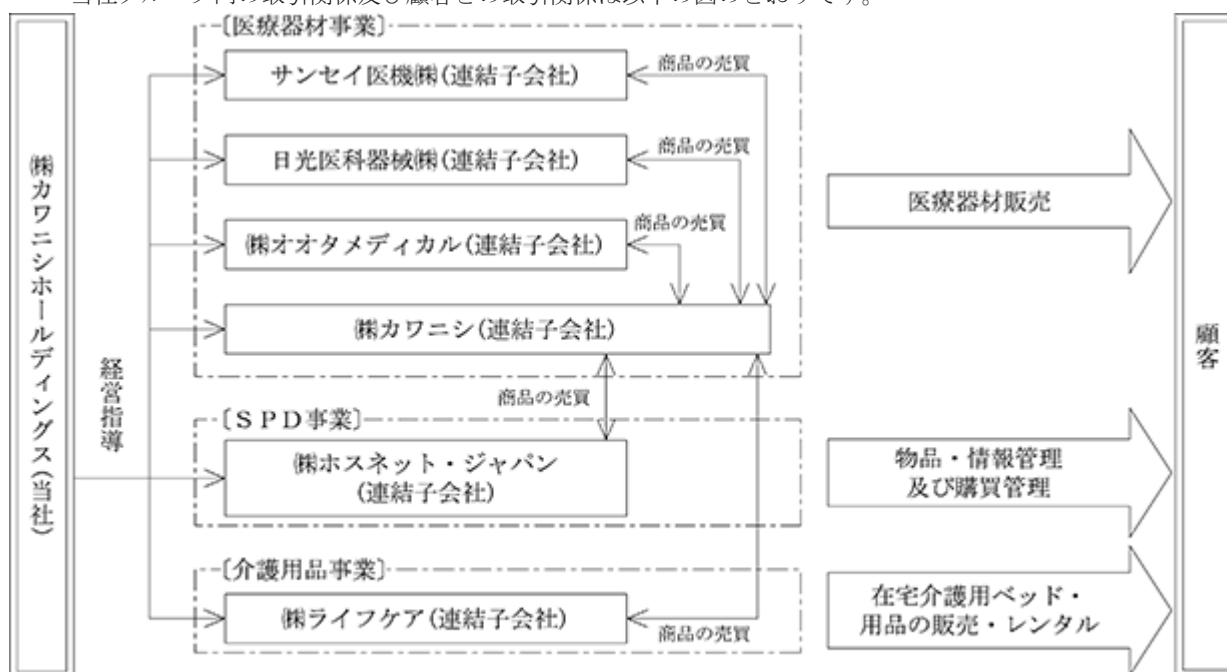 当社グループ内の取引関係及び顧客との取引関係は以下の図のとおりです。
〔医療器材事業〕
サンセイ医機㈱(連結子会社)
商品の売買
日光医科器械㈱(連結子会社)
商品の売買
㈱オオタメディカル(連結子会社)
商品の売買
㈱カワニシ(連結子会社)
商品の売買
〔ＳＰＤ事業〕
㈱ホスネット・ジャパン
(連結子会社)
〔介護用品事業〕
㈱ライフケア(連結子会社)
商品の売買
㈱カワニシホールディングス(当社)
経営指導
医療器材販売
物品・情報管理
及び購買管理
在宅介護用ベッド・
用品の販売・レンタル
顧客